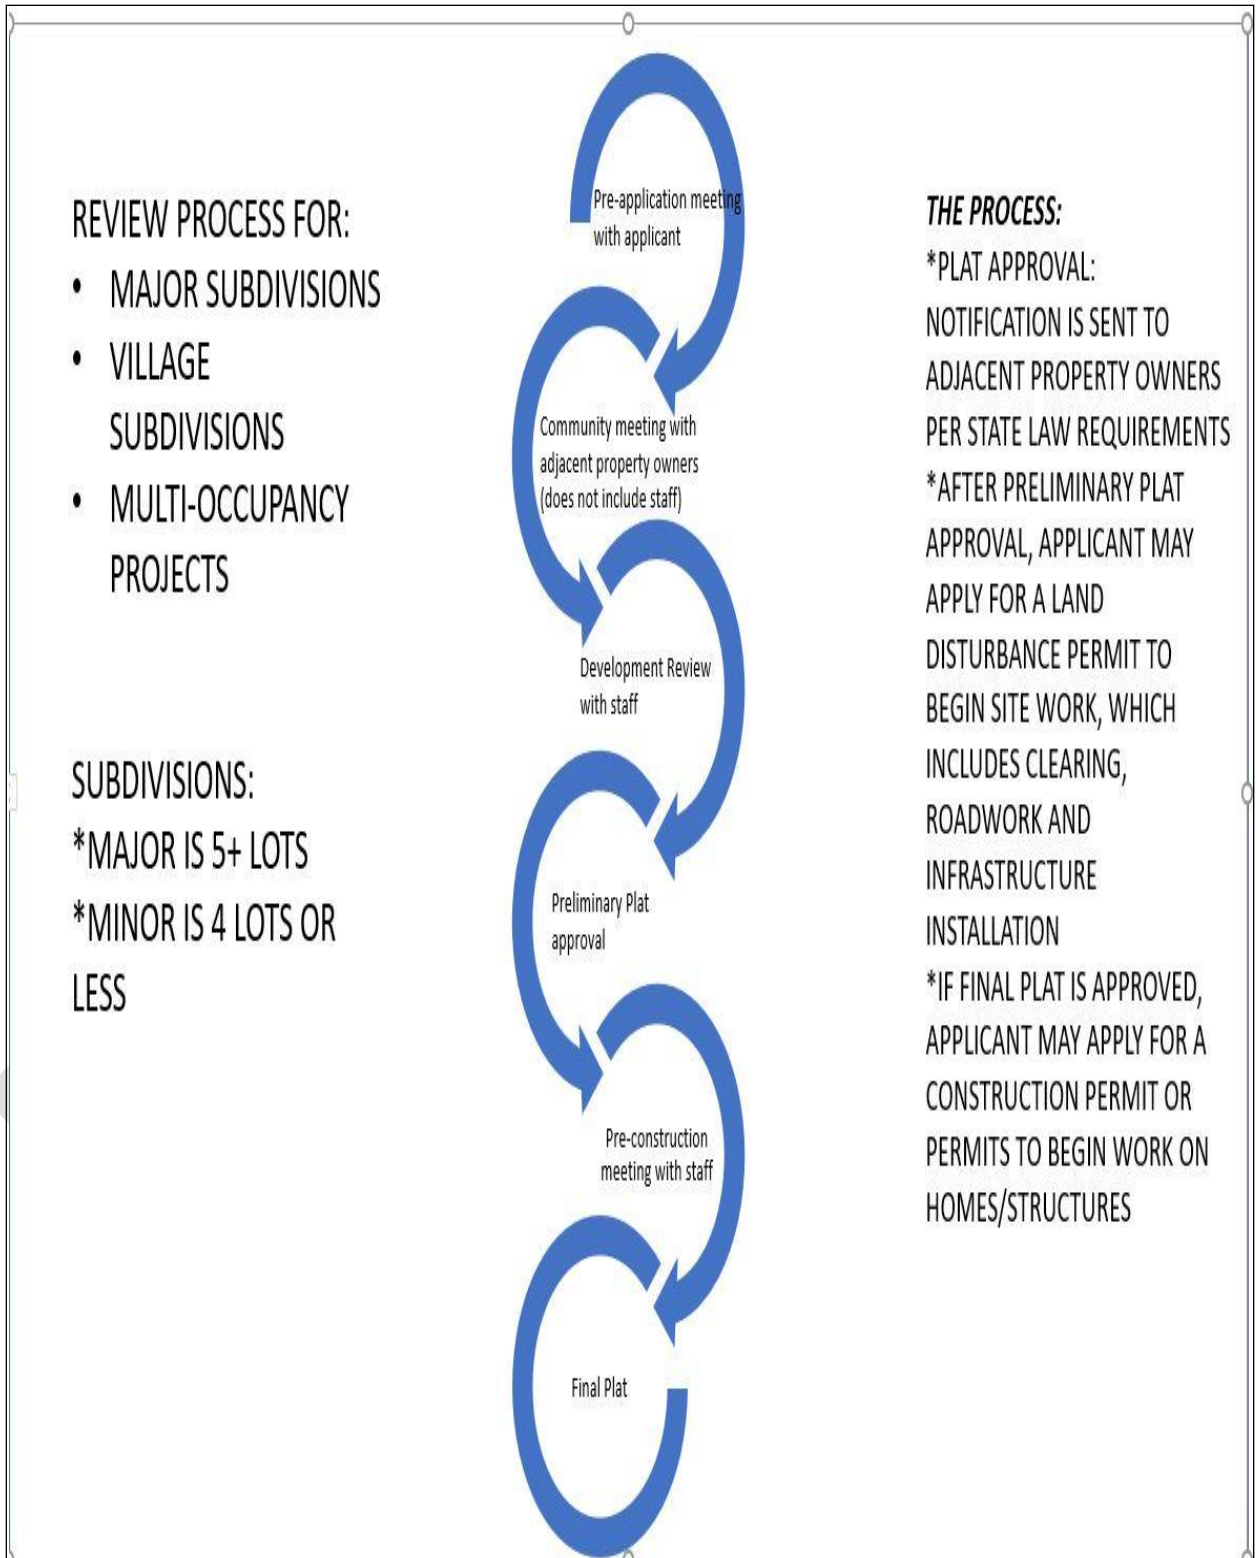 REVIEW PROCESS FOR:
• MAJOR SUBDIVISIONS
• VILLAGE
SUBDIVISIONS
• MULTI-OCCUPANCY
PROJECTS
SUBDIVISIONS:
*MAJOR IS 5+ LOTS
*MINOR IS 4 LOTS OR
LESS
Pre-application meeting
with applicant
Community meeting with
adjacent property owners
(does not include staff)
Development Review
with staff
Preliminary Plat
approval
Pre-construction
meeting with staff
Final Plat
THE PROCESS:
*PLAT APPROVAL:
NOTIFICATION IS SENT TO
ADJACENT PROPERTY OWNERS
PER STATE LAW REQUIREMENTS
*AFTER PRELIMINARY PLAT
APPROVAL, APPLICANT MAY
APPLY FOR A LAND
DISTURBANCE PERMIT TO
BEGIN SITE WORK, WHICH
INCLUDES CLEARING,
ROADWORK AND
INFRASTRUCTURE
INSTALLATION
*IF FINAL PLAT IS APPROVED,
APPLICANT MAY APPLY FOR A
CONSTRUCTION PERMIT OR
PERMITS TO BEGIN WORK ON
HOMES/STRUCTURES